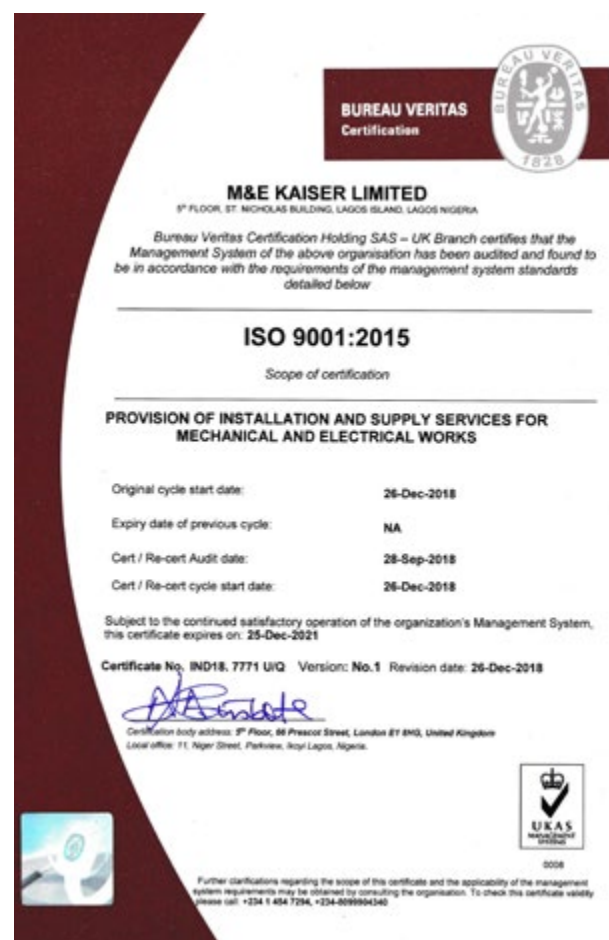 BUREAU VERITAS
Certification
BUREAU VERITAS
1828
M&E KAISER LIMITED
5ᵗʰ FLOOR, ST. NICHOLAS BUILDING, LAGOS ISLAND, LAGOS NIGERIA
Bureau Veritas Certification Holding SAS – UK Branch certifies that the
Management System of the above organisation has been audited and found to
be in accordance with the requirements of the management system standards
detailed below
ISO 9001:2015
Scope of certification
PROVISION OF INSTALLATION AND SUPPLY SERVICES FOR
MECHANICAL AND ELECTRICAL WORKS
Original cycle start date: 26-Dec-2018
Expiry date of previous cycle: NA
Cert / Re-cert Audit date: 28-Sep-2018
Cert / Re-cert cycle start date: 26-Dec-2018
Subject to the continued satisfactory operation of the organization's Management System,
this certificate expires on: 25-Dec-2021
Certificate No. IND18. 7771 U/Q Version: No.1 Revision date: 26-Dec-2018
Certification body address: 5ᵗʰ Floor, 66 Prescot Street, London E1 8HG, United Kingdom
Local office: 11, Niger Street, Parkview, Ikoyi Lagos, Nigeria.
UKAS
MANAGEMENT
SYSTEMS
0008
Further clarifications regarding the scope of this certificate and the applicability of the management
system requirements may be obtained by consulting the organisation. To check this certificate validity
please call: +234 1 454 7294, +234-8099904340